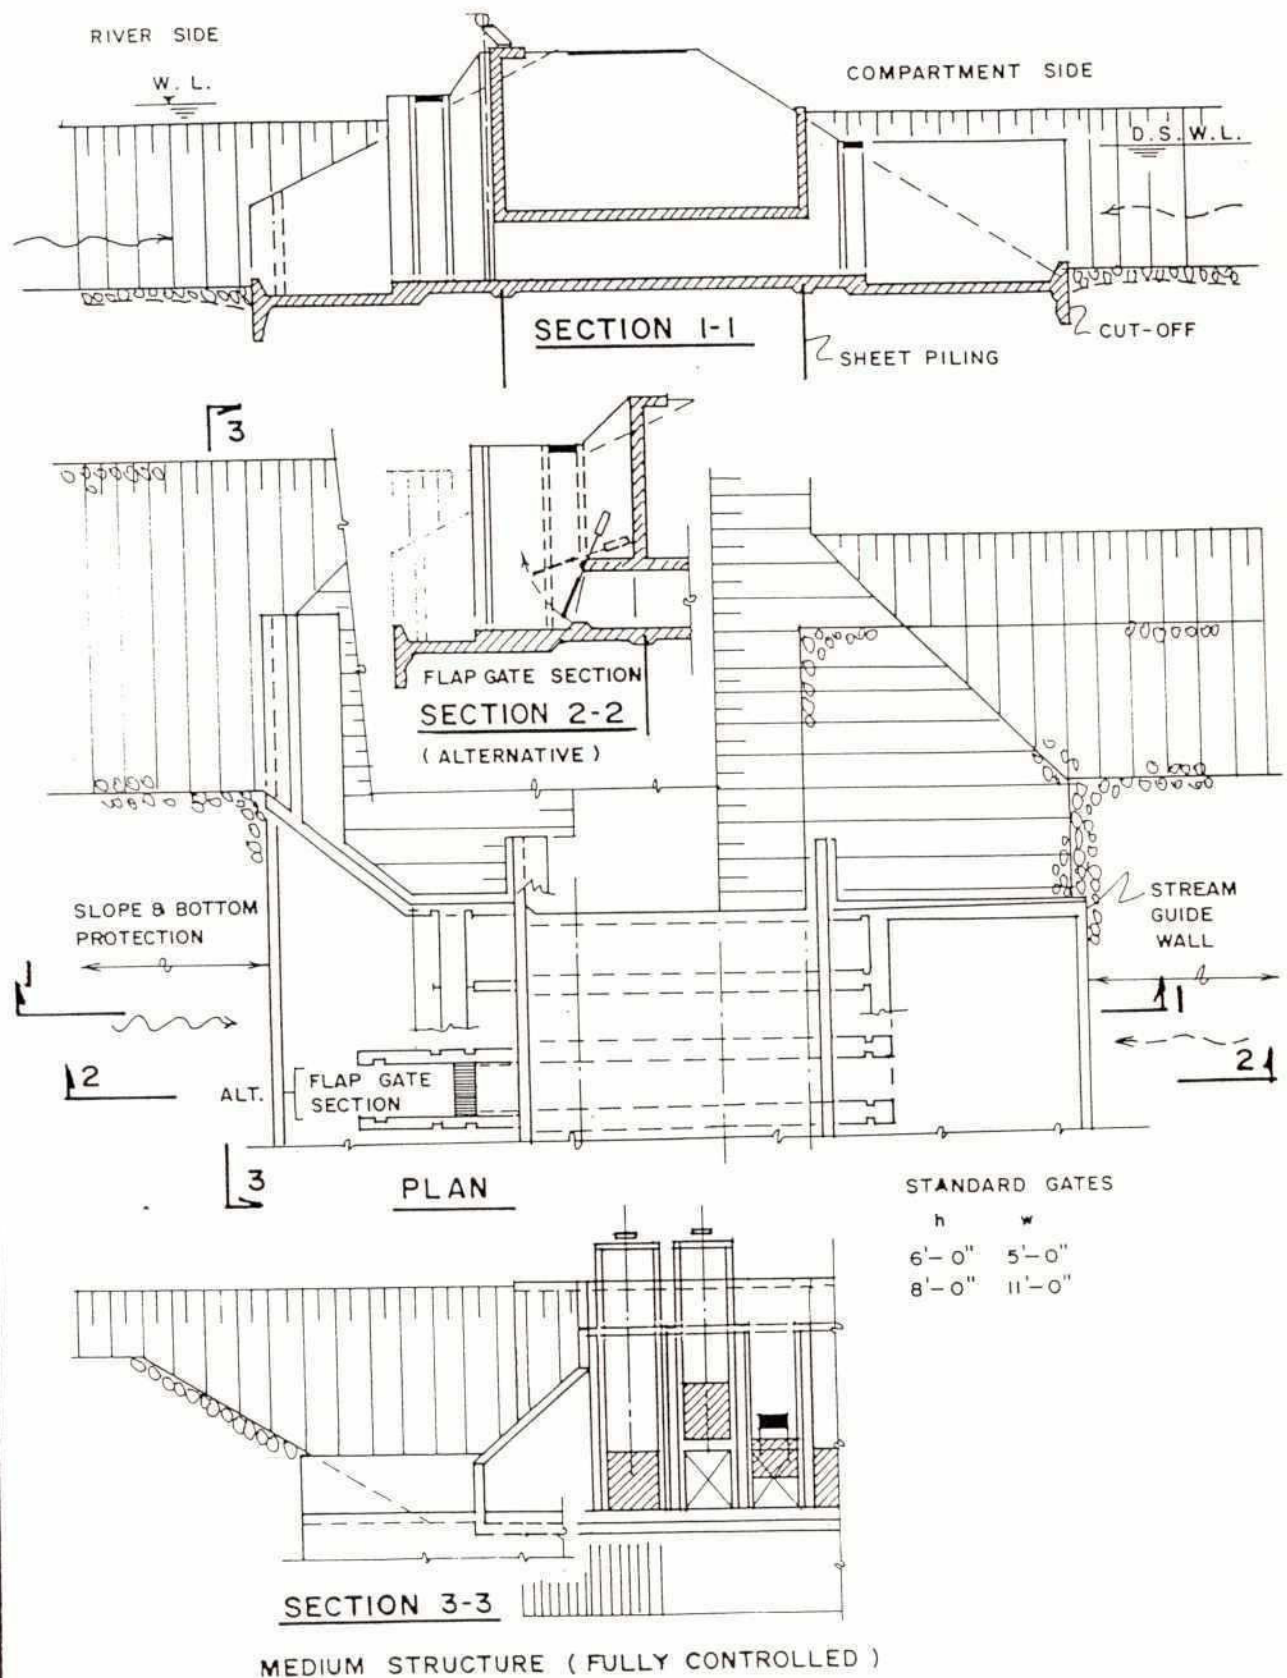 RIVER SIDE
W. L.
COMPARTMENT SIDE
D. S. W. L.
SECTION 1-1
CUT-OFF
SHEET PILING
3
FLAP GATE SECTION
SECTION 2-2
( ALTERNATIVE )
SLOPE & BOTTOM
PROTECTION
STREAM
GUIDE
WALL
1
1
2
2
ALT.
FLAP GATE
SECTION
3
PLAN
STANDARD GATES
h w
6'-0" 5'-0"
8'-0" 11'-0"
SECTION 3-3
MEDIUM STRUCTURE ( FULLY CONTROLLED )